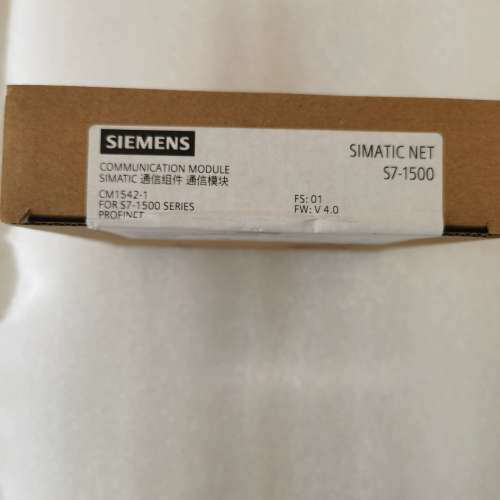 SIEMENS
SIMATIC NET
S7-1500
COMMUNICATION MODULE
SIMATIC 通信组件 通信模块
CM1542-1
FOR S7-1500 SERIES
PROFINET
FS: 01
FW: V 4.0